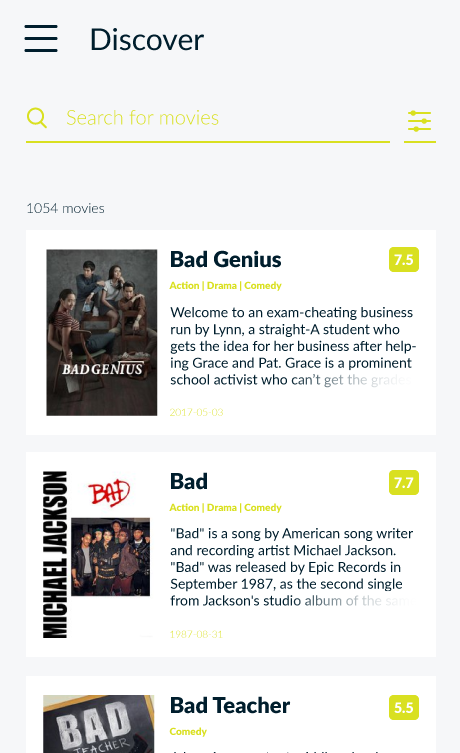 Discover
Search for movies
1054 movies
Bad Genius
7.5
Action | Drama | Comedy
Welcome to an exam-cheating business
run by Lynn, a straight-A student who
gets the idea for her business after help-
ing Grace and Pat. Grace is a prominent
school activist who can't get the grades
BAD GENIUS
2017-05-03
Bad
7.7
Action | Drama | Comedy
"Bad" is a song by American song writer
and recording artist Michael Jackson.
"Bad" was released by Epic Records in
September 1987, as the second single
from Jackson's studio album of the same
MICHAEL JACKSON
BAD
1987-08-31
Bad Teacher
5.5
Comedy
BAD
TEACHER